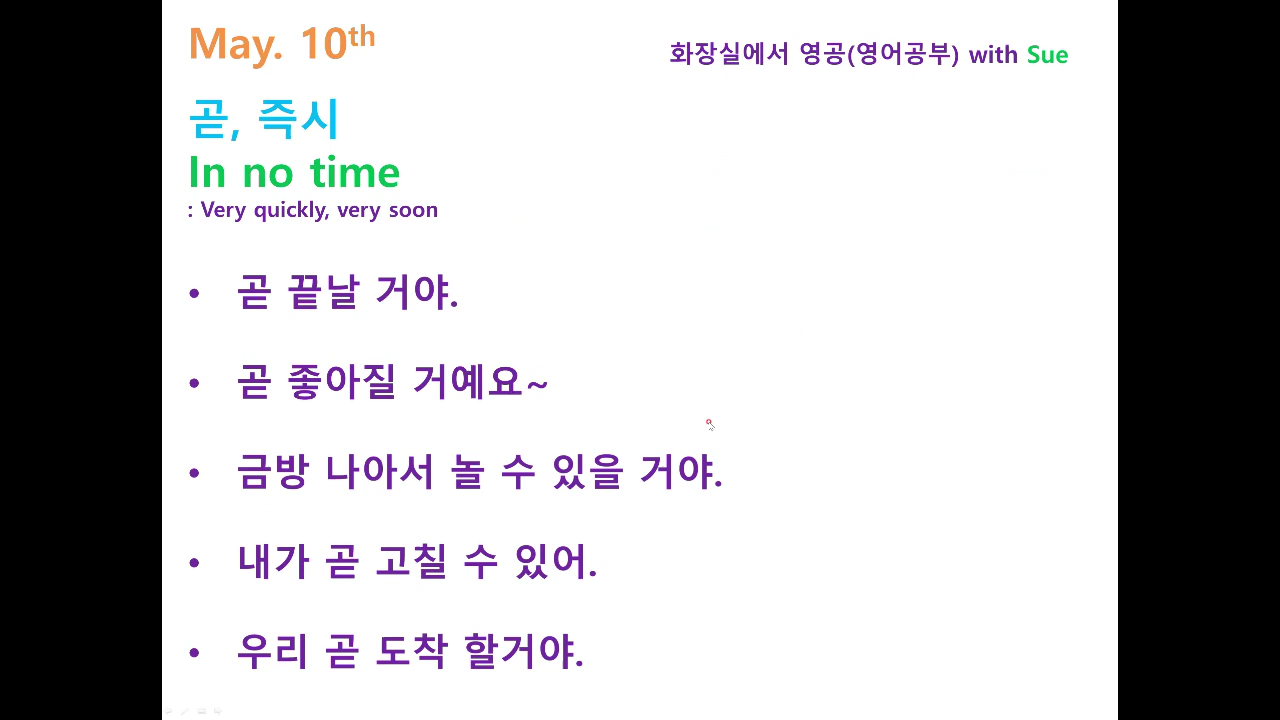 May. 10th
화장실에서 영공(영어공부) with Sue
곧, 즉시
In no time
: Very quickly, very soon
• 곧 끝날 거야.
• 곧 좋아질 거예요~
• 금방 나아서 놀 수 있을 거야.
• 내가 곧 고칠 수 있어.
• 우리 곧 도착 할거야.